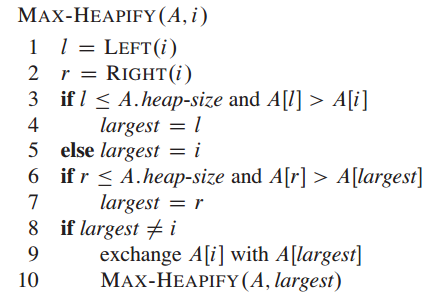 MAX-HEAPIFY(A, i)
1 l = LEFT(i)
2 r = RIGHT(i)
3 if l ≤ A.heap-size and A[l] > A[i]
4 largest = l
5 else largest = i
6 if r ≤ A.heap-size and A[r] > A[largest]
7 largest = r
8 if largest ≠ i
9 exchange A[i] with A[largest]
10 MAX-HEAPIFY(A, largest)